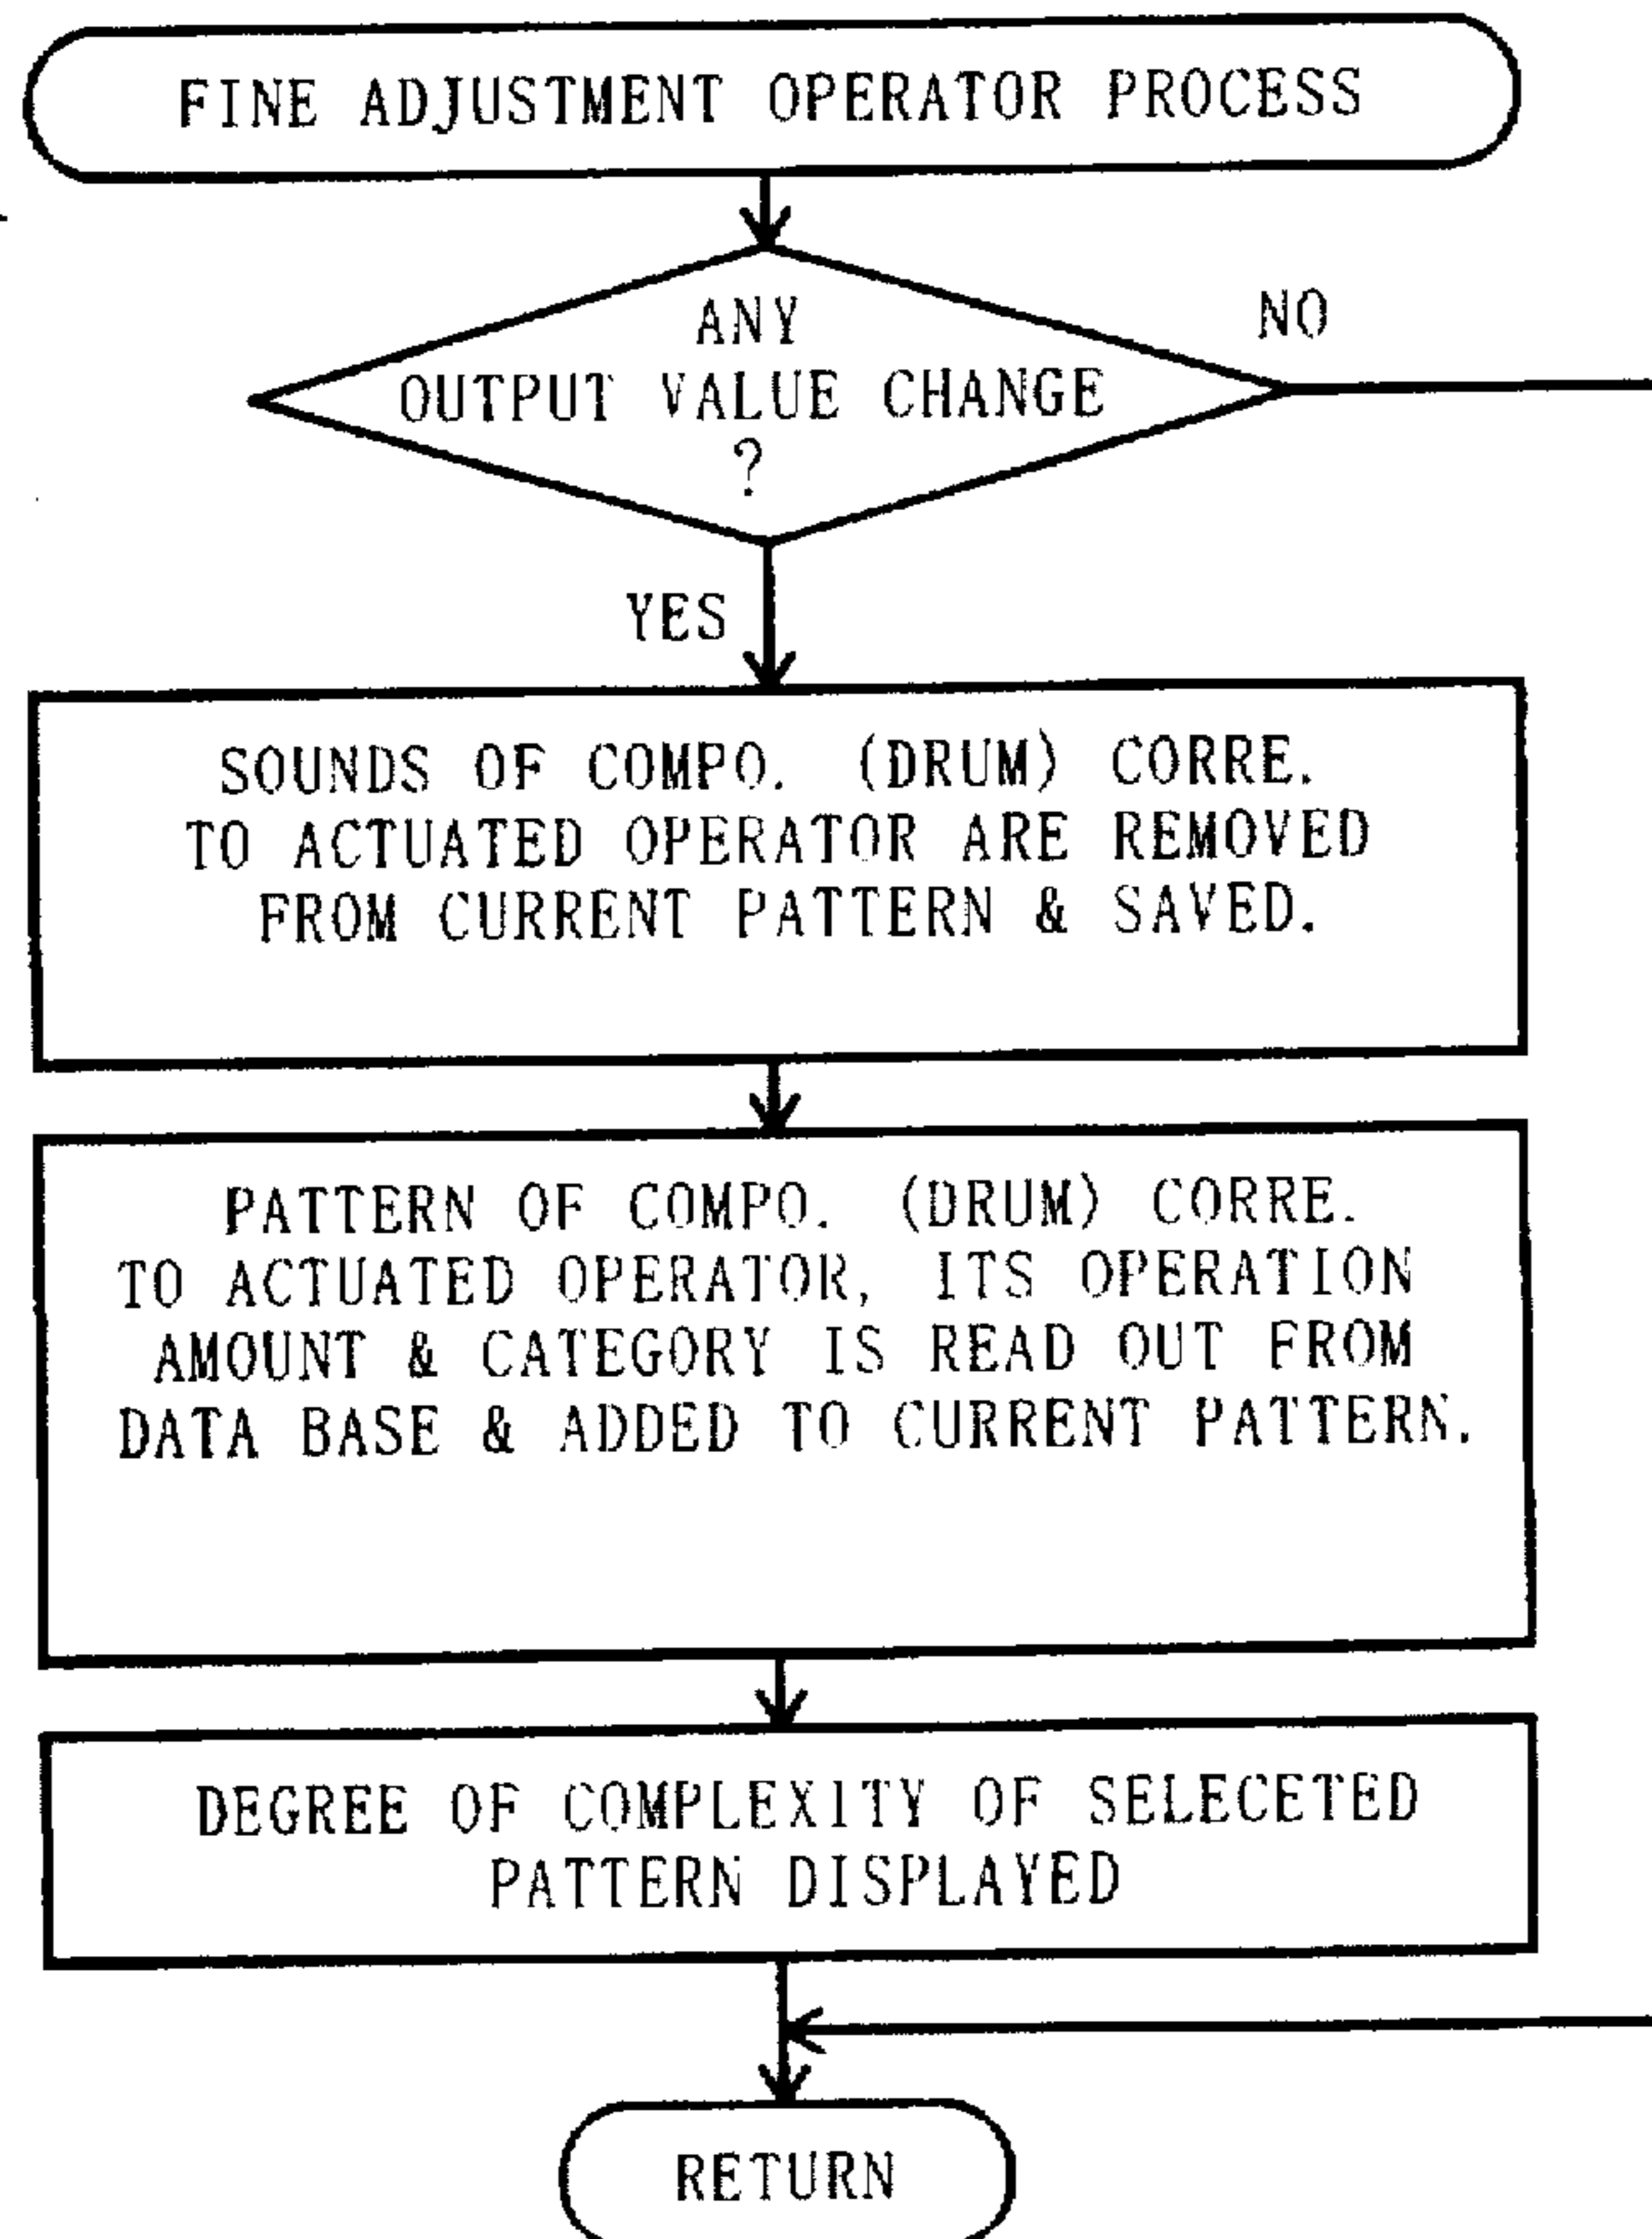 FINE ADJUSTMENT OPERATOR PROCESS
ANY
OUTPUT VALUE CHANGE
?
NO
YES
SOUNDS OF COMPO. (DRUM) CORRE.
TO ACTUATED OPERATOR ARE REMOVED
FROM CURRENT PATTERN & SAVED.
PATTERN OF COMPO. (DRUM) CORRE.
TO ACTUATED OPERATOR, ITS OPERATION
AMOUNT & CATEGORY IS READ OUT FROM
DATA BASE & ADDED TO CURRENT PATTERN.
DEGREE OF COMPLEXITY OF SELECETED
PATTERN DISPLAYED
RETURN